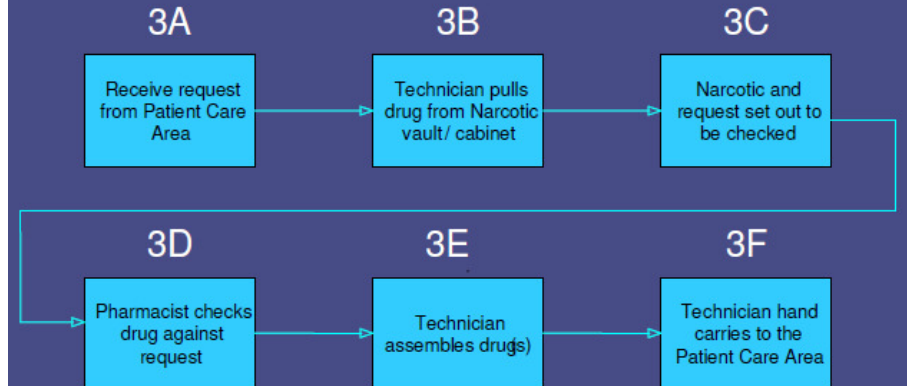 3A
3B
3C
Receive request
from Patient Care
Area
Technician pulls
drug from Narcotic
vault/ cabinet
Narcotic and
request set out to
be checked
3D
3E
3F
Pharmacist checks
drug against
request
Technician
assembles drug(s)
Technician hand
carries to the
Patient Care Area